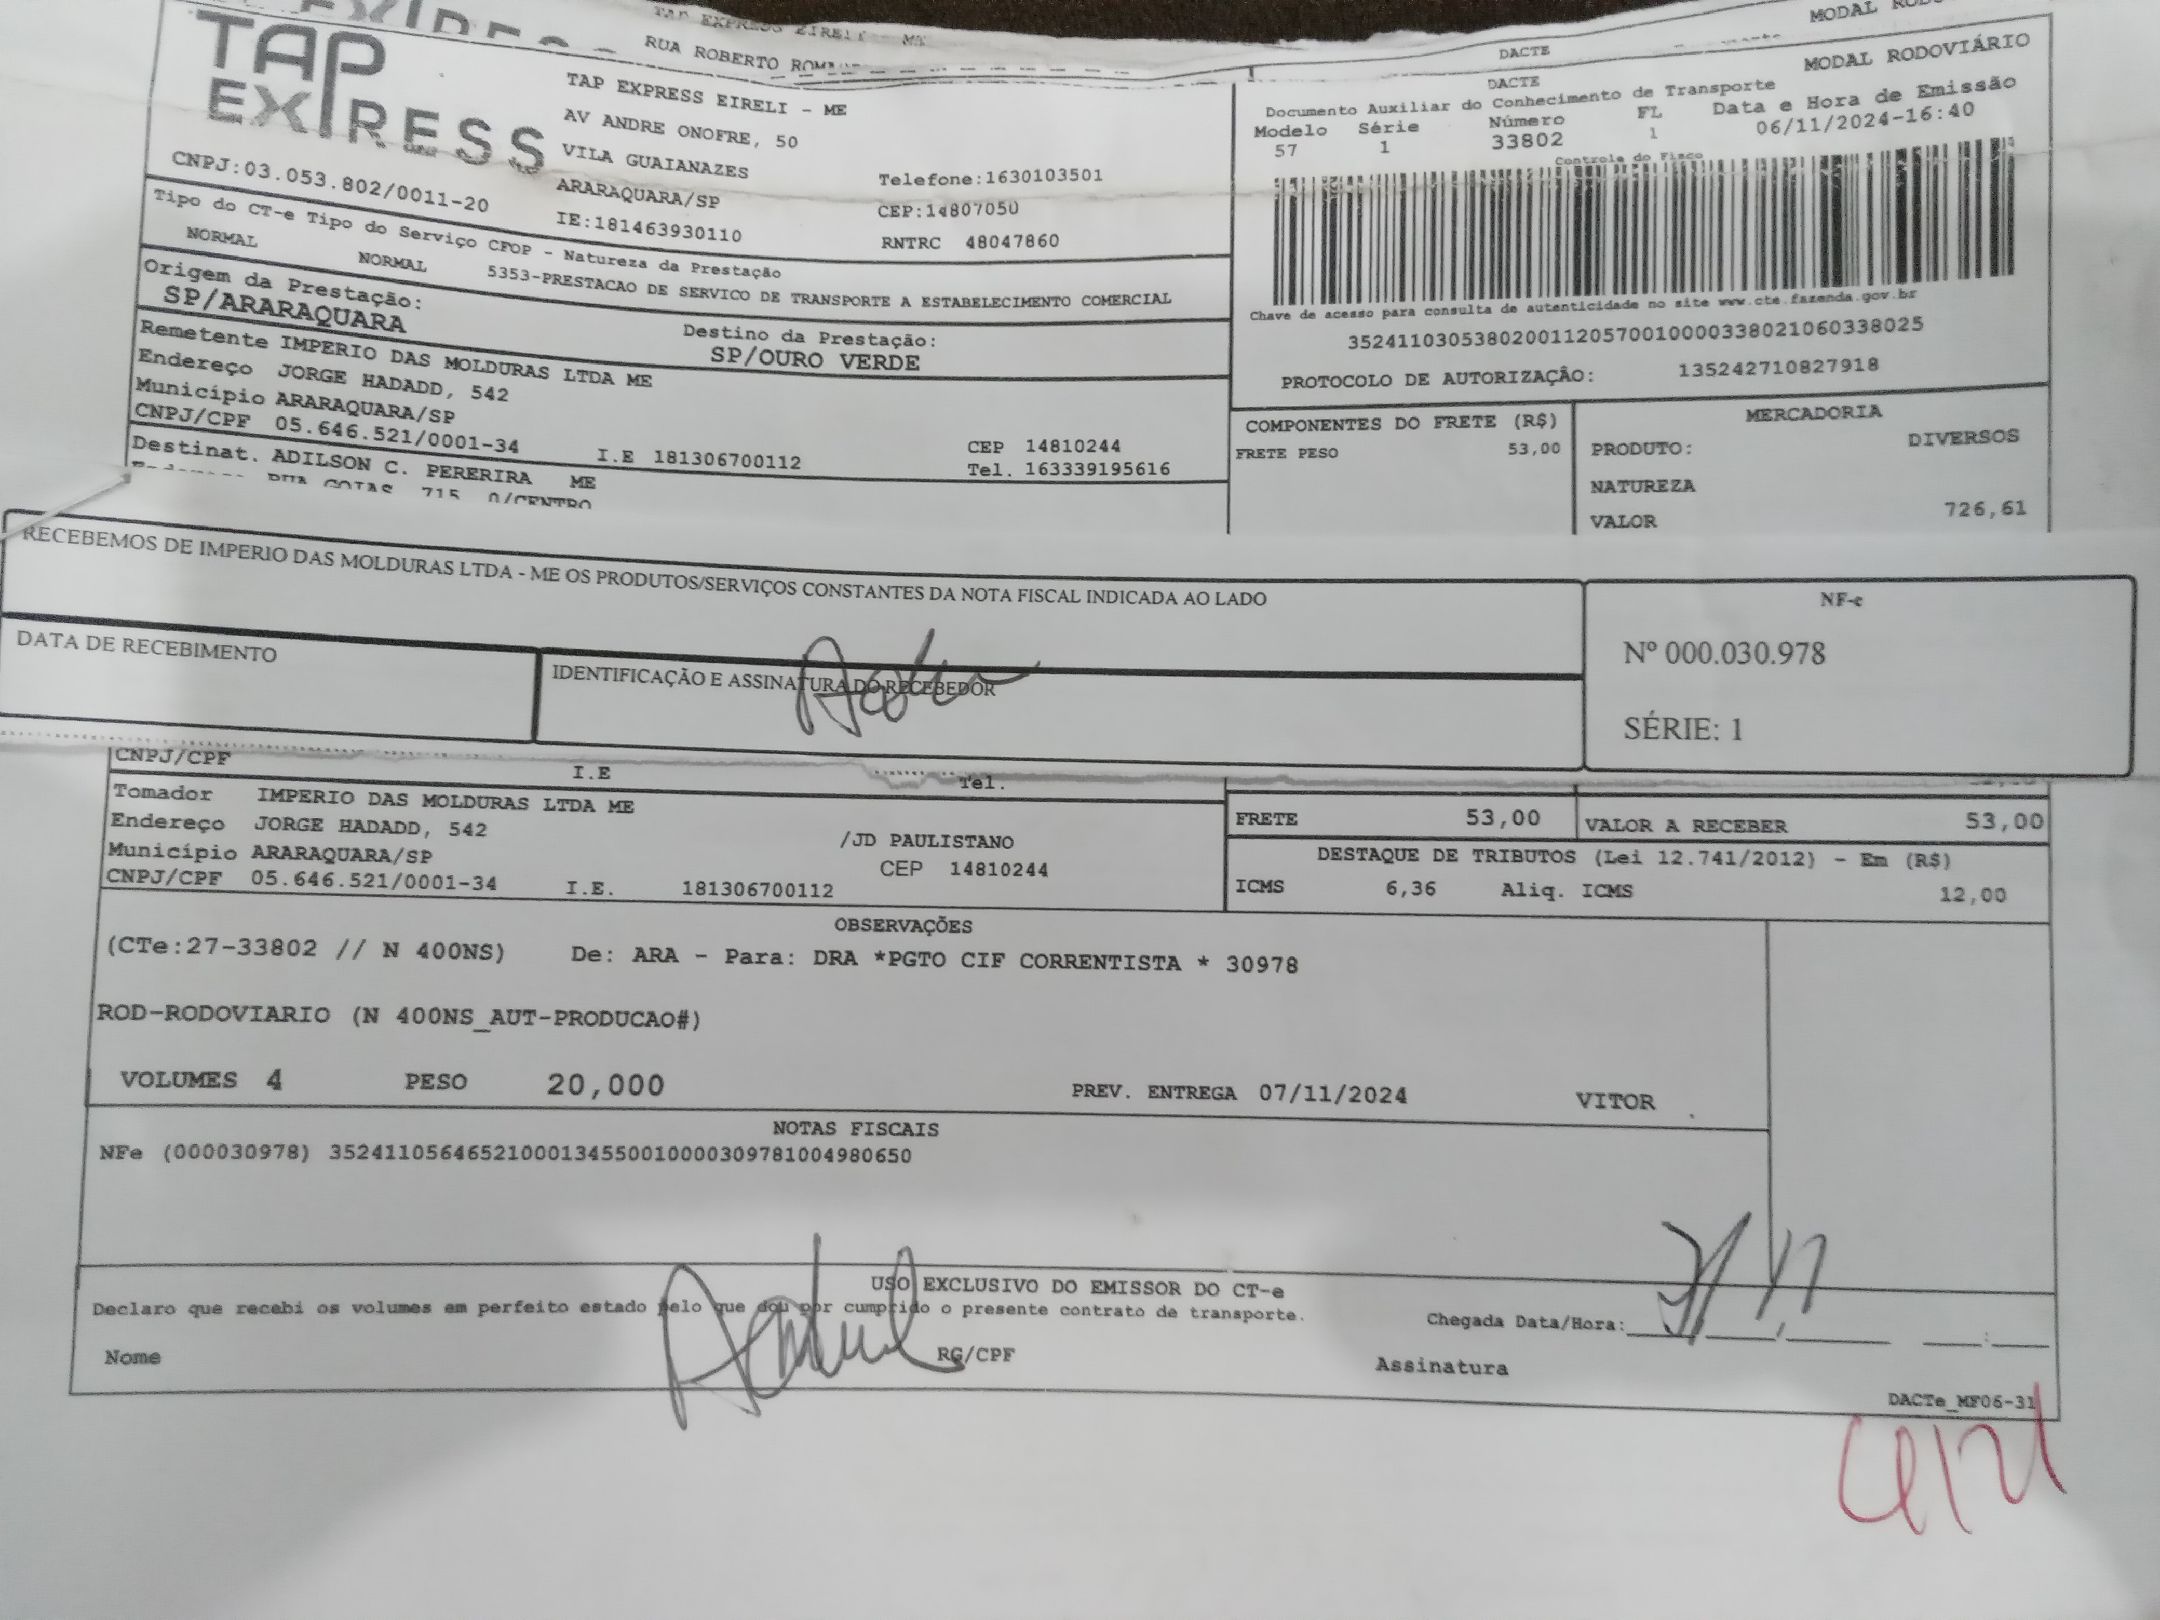 TAP EXPRESS EIRELI - ME
RUA ROBERTO
DACTE
MODAL
TAP EXPRESS
TAP EXPRESS EIRELI - ME
AV ANDRE ONOFRE, 50
VILA GUAIANAZES
ARARAQUARA/SP
IE:181463930110
Telefone:1630103501
CEP:14807050
RNTRC 48047860
CNPJ:03.053.802/0011-20
DACTE
MODAL RODOVIÁRIO
Documento Auxiliar do Conhecimento de Transporte
Modelo Série Número FL Data e Hora de Emissão
57 1 33802 1 06/11/2024-16:40
Controle do Fisco
Chave de acesso para consulta de autenticidade no site www.cte.fazenda.gov.br
35241103053802001120570010000338021060338025
PROTOCOLO DE AUTORIZAÇÃO: 135242710827918
Tipo do CT-e Tipo do Serviço CFOP - Natureza da Prestação
NORMAL NORMAL 5353-PRESTACAO DE SERVICO DE TRANSPORTE A ESTABELECIMENTO COMERCIAL
Origem da Prestação: Destino da Prestação:
SP/ARARAQUARA SP/OURO VERDE
Remetente IMPERIO DAS MOLDURAS LTDA ME
Endereço JORGE HADADD, 542
Município ARARAQUARA/SP CEP 14810244
CNPJ/CPF 05.646.521/0001-34 I.E 181306700112 Tel. 163339195616
Destinat. ADILSON C. PERERIRA ME
RUA GOIAS 715 0/CENTRO
COMPONENTES DO FRETE (R$)
FRETE PESO 53,00
MERCADORIA
PRODUTO: DIVERSOS
NATUREZA
VALOR 726,61
RECEBEMOS DE IMPERIO DAS MOLDURAS LTDA - ME OS PRODUTOS/SERVIÇOS CONSTANTES DA NOTA FISCAL INDICADA AO LADO
DATA DE RECEBIMENTO
IDENTIFICAÇÃO E ASSINATURA DO RECEBEDOR
NF-e
Nº 000.030.978
SÉRIE: 1
CNPJ/CPF I.E Tel.
Tomador IMPERIO DAS MOLDURAS LTDA ME
Endereço JORGE HADADD, 542 /JD PAULISTANO
Município ARARAQUARA/SP CEP 14810244
CNPJ/CPF 05.646.521/0001-34 I.E. 181306700112
FRETE 53,00 VALOR A RECEBER 53,00
DESTAQUE DE TRIBUTOS (Lei 12.741/2012) - Em (R$)
ICMS 6,36 Aliq. ICMS 12,00
OBSERVAÇÕES
(CTe:27-33802 // N 400NS) De: ARA - Para: DRA *PGTO CIF CORRENTISTA * 30978
ROD-RODOVIARIO (N 400NS_AUT-PRODUCAO#)
VOLUMES 4 PESO 20,000 PREV. ENTREGA 07/11/2024 VITOR
NOTAS FISCAIS
NFe (000030978) 35241105646521000134550010000309781004980650
USO EXCLUSIVO DO EMISSOR DO CT-e
Declaro que recebi os volumes em perfeito estado pelo que dou por cumprido o presente contrato de transporte.
Chegada Data/Hora: 7/11
Nome RG/CPF Assinatura
DACTe_MF06-31